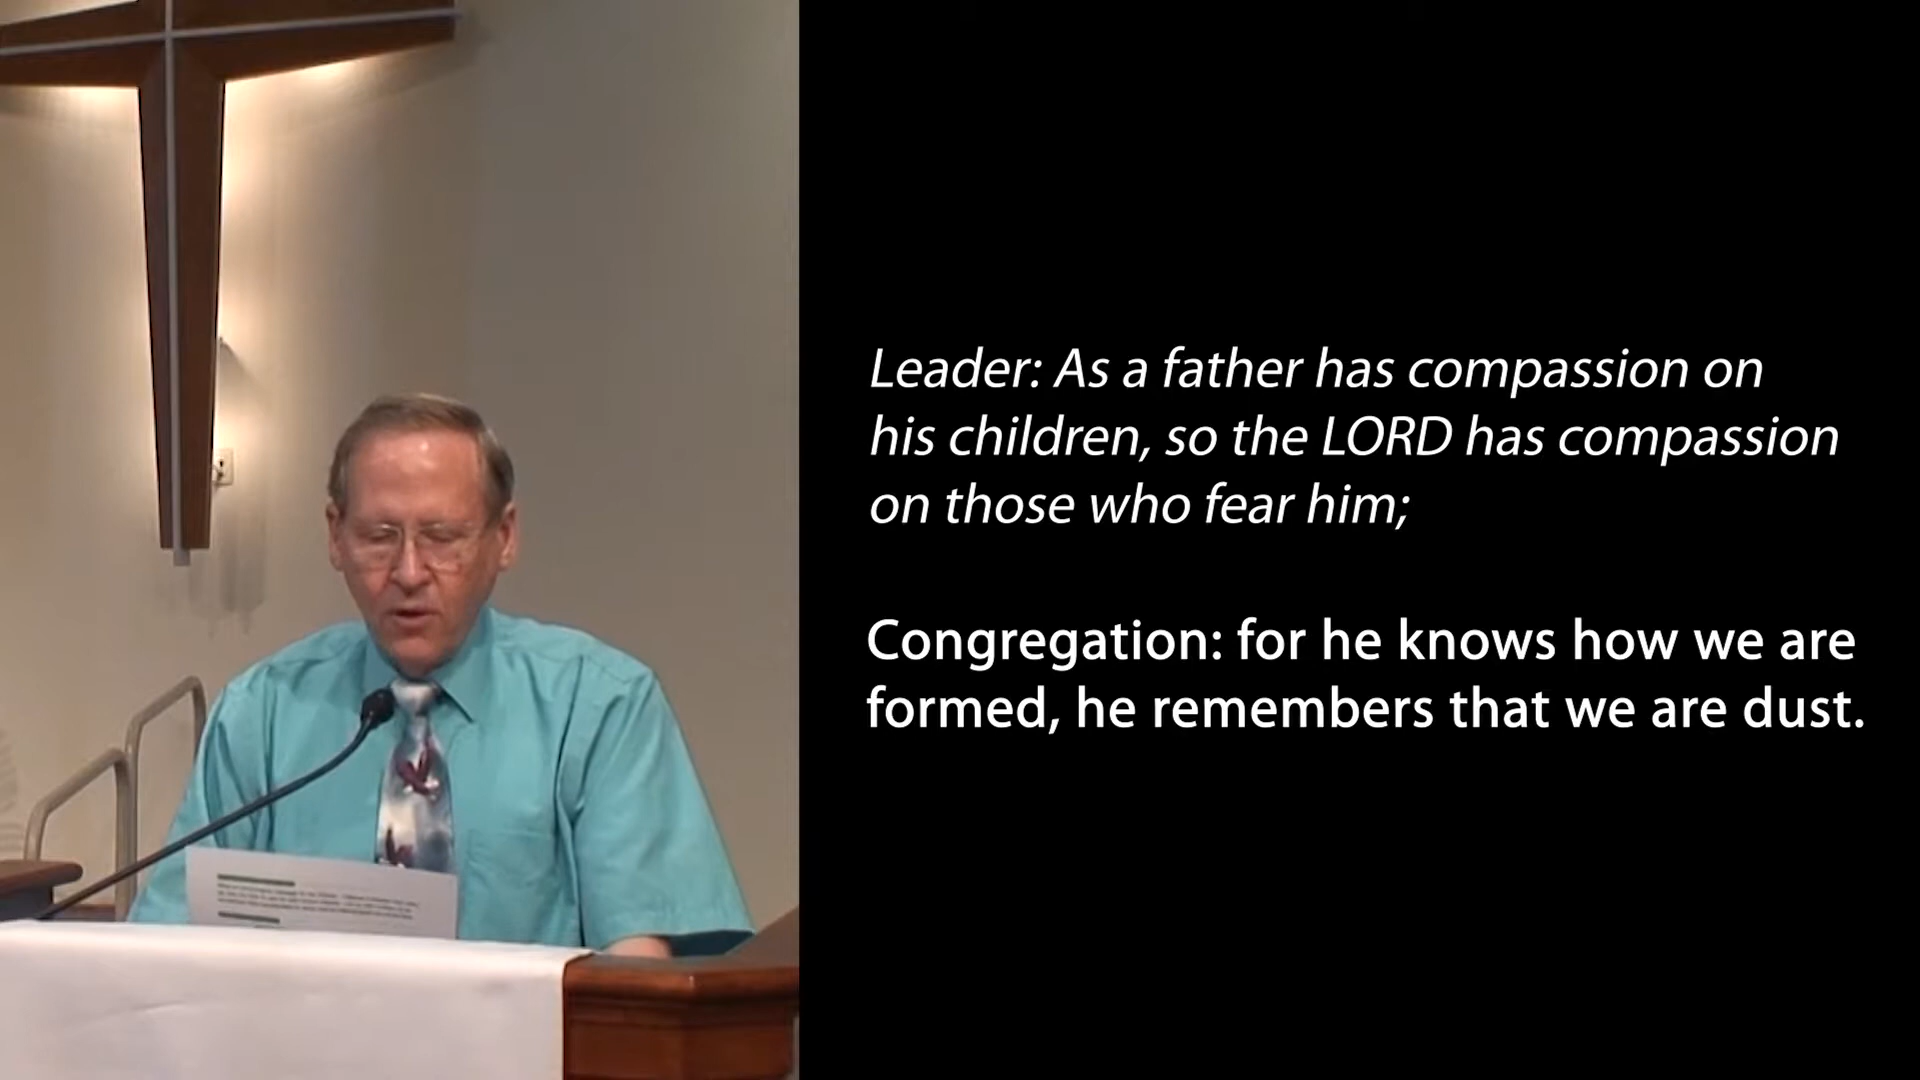 Leader: As a father has compassion on
his children, so the LORD has compassion
on those who fear him;
Congregation: for he knows how we are
formed, he remembers that we are dust.